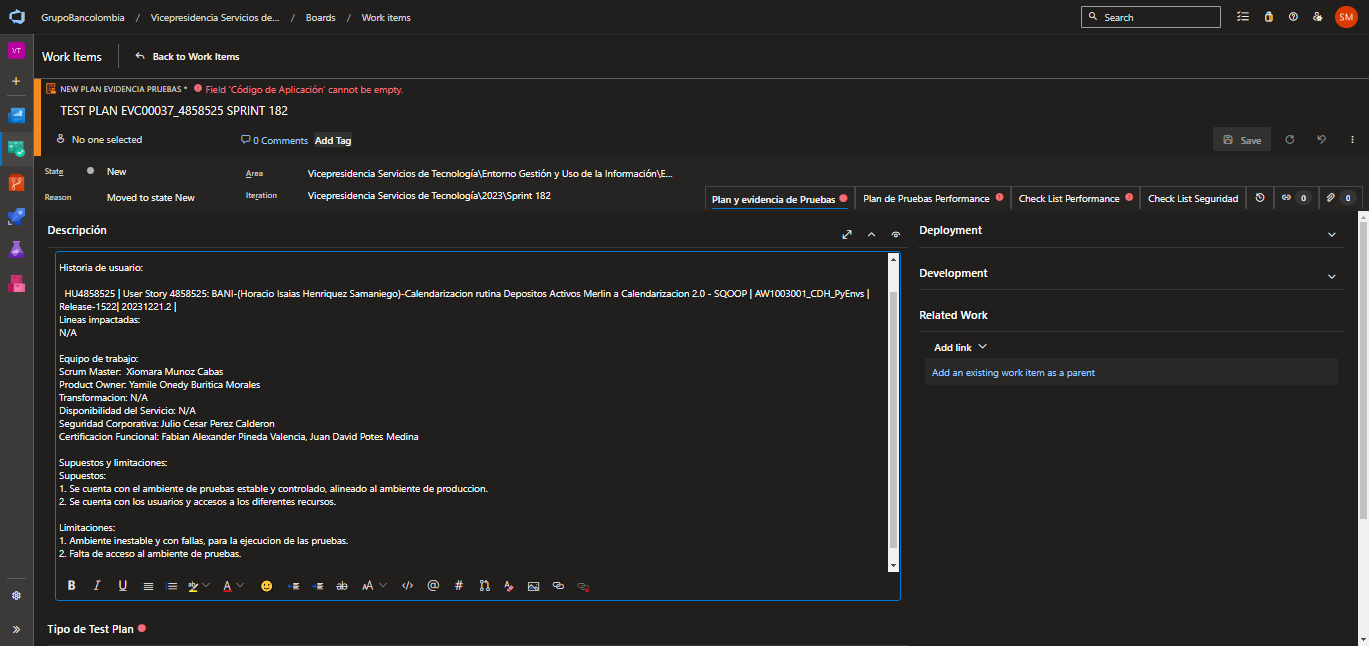 GrupoBancolombia / Vicepresidencia Servicios de... / Boards / Work items
Search
SM
VT
Work Items
Back to Work Items
NEW PLAN EVIDENCIA PRUEBAS * Field 'Código de Aplicación' cannot be empty.
TEST PLAN EVC00037_4858525 SPRINT 182
No one selected
0 Comments
Add Tag
Save
State
New
Area
Vicepresidencia Servicios de Tecnología\Entorno Gestión y Uso de la Información\E...
Reason
Moved to state New
Iteration
Vicepresidencia Servicios de Tecnología\2023\Sprint 182
Plan y evidencia de Pruebas
Plan de Pruebas Performance
Check List Performance
Check List Seguridad
0
0
Descripción
Historia de usuario:
HU4858525 | User Story 4858525: BANI-(Horacio Isaias Henriquez Samaniego)-Calendarizacion rutina Depositos Activos Merlin a Calendarizacion 2.0 - SQOOP | AW1003001_CDH_PyEnvs |
Release-1522| 20231221.2 |
Lineas impactadas:
N/A
Equipo de trabajo:
Scrum Master:  Xiomara Munoz Cabas
Product Owner: Yamile Onedy Buritica Morales
Transformacion: N/A
Disponibilidad del Servicio: N/A
Seguridad Corporativa: Julio Cesar Perez Calderon
Certificacion Funcional: Fabian Alexander Pineda Valencia, Juan David Potes Medina
Supuestos y limitaciones:
Supuestos:
1. Se cuenta con el ambiente de pruebas estable y controlado, alineado al ambiente de produccion.
2. Se cuenta con los usuarios y accesos a los diferentes recursos.
Limitaciones:
1. Ambiente inestable y con fallas, para la ejecucion de las pruebas.
2. Falta de acceso al ambiente de pruebas.
Tipo de Test Plan
Deployment
Development
Related Work
Add link
Add an existing work item as a parent